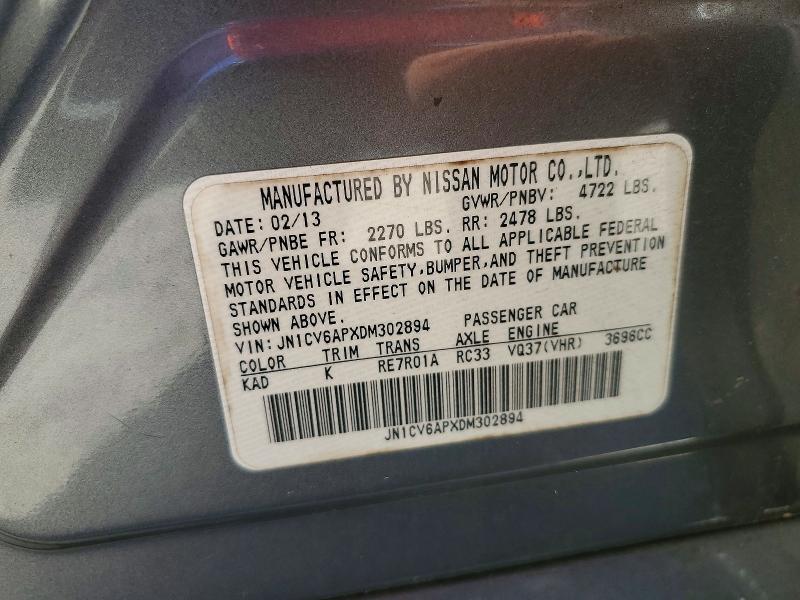 MANUFACTURED BY NISSAN MOTOR CO.,LTD.
DATE: 02/13 GVWR/PNBV: 4722 LBS.
GAWR/PNBE FR: 2270 LBS. RR: 2478 LBS.
THIS VEHICLE CONFORMS TO ALL APPLICABLE FEDERAL
MOTOR VEHICLE SAFETY,BUMPER,AND THEFT PREVENTION
STANDARDS IN EFFECT ON THE DATE OF MANUFACTURE
SHOWN ABOVE.
VIN: JN1CV6APXDM302894 PASSENGER CAR
COLOR TRIM TRANS AXLE ENGINE
KAD K RE7R01A RC33 VQ37(VHR) 3696CC
JN1CV6APXDM302894